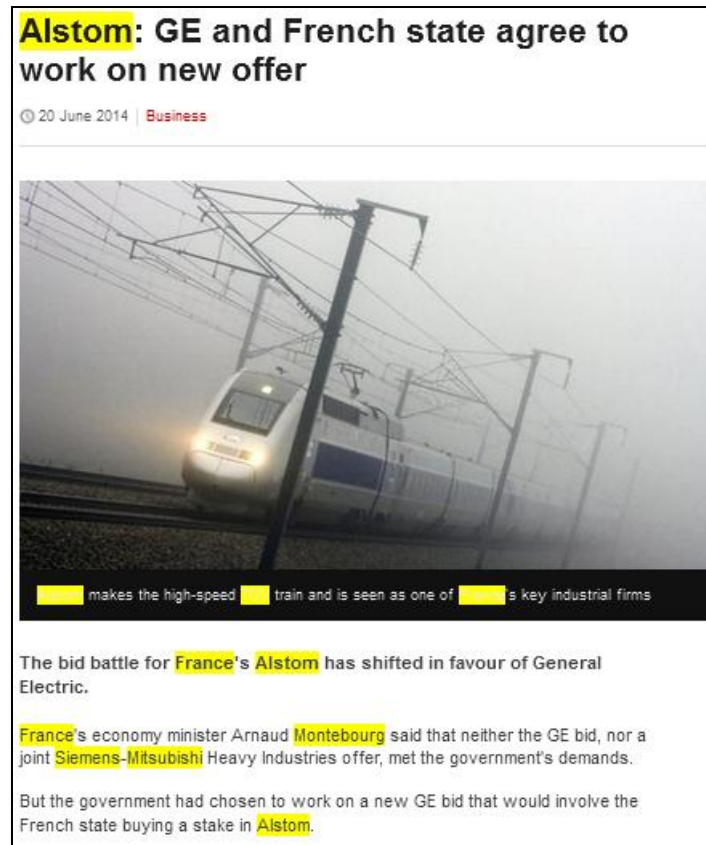 Alstom: GE and French state agree to
work on new offer
20 June 2014 | Business
Alstom makes the high-speed TGV train and is seen as one of France's key industrial firms
The bid battle for France's Alstom has shifted in favour of General
Electric.
France's economy minister Arnaud Montebourg said that neither the GE bid, nor a
joint Siemens-Mitsubishi Heavy Industries offer, met the government's demands.
But the government had chosen to work on a new GE bid that would involve the
French state buying a stake in Alstom.